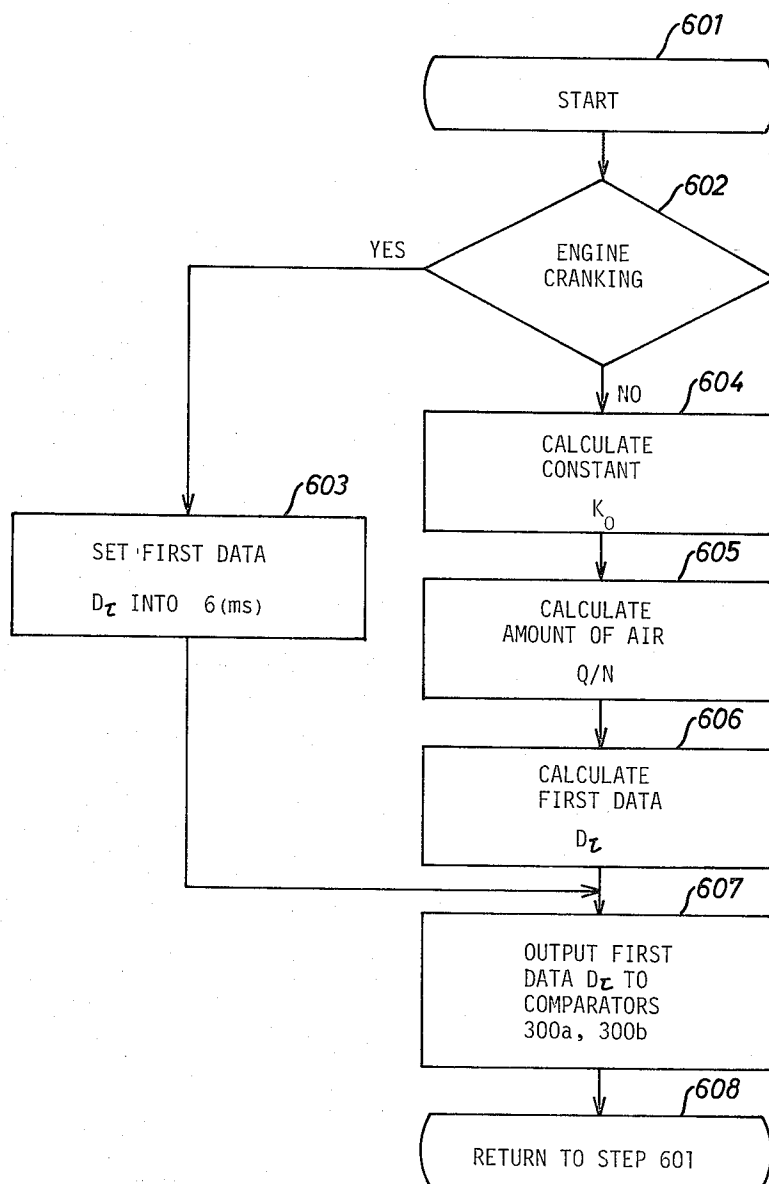 601
START
602
YES
ENGINE
CRANKING
NO
604
CALCULATE
CONSTANT
K₀
603
SET FIRST DATA
Dτ INTO 6(ms)
605
CALCULATE
AMOUNT OF AIR
Q/N
606
CALCULATE
FIRST DATA
Dτ
607
OUTPUT FIRST
DATA Dτ TO
COMPARATORS
300a, 300b
608
RETURN TO STEP 601